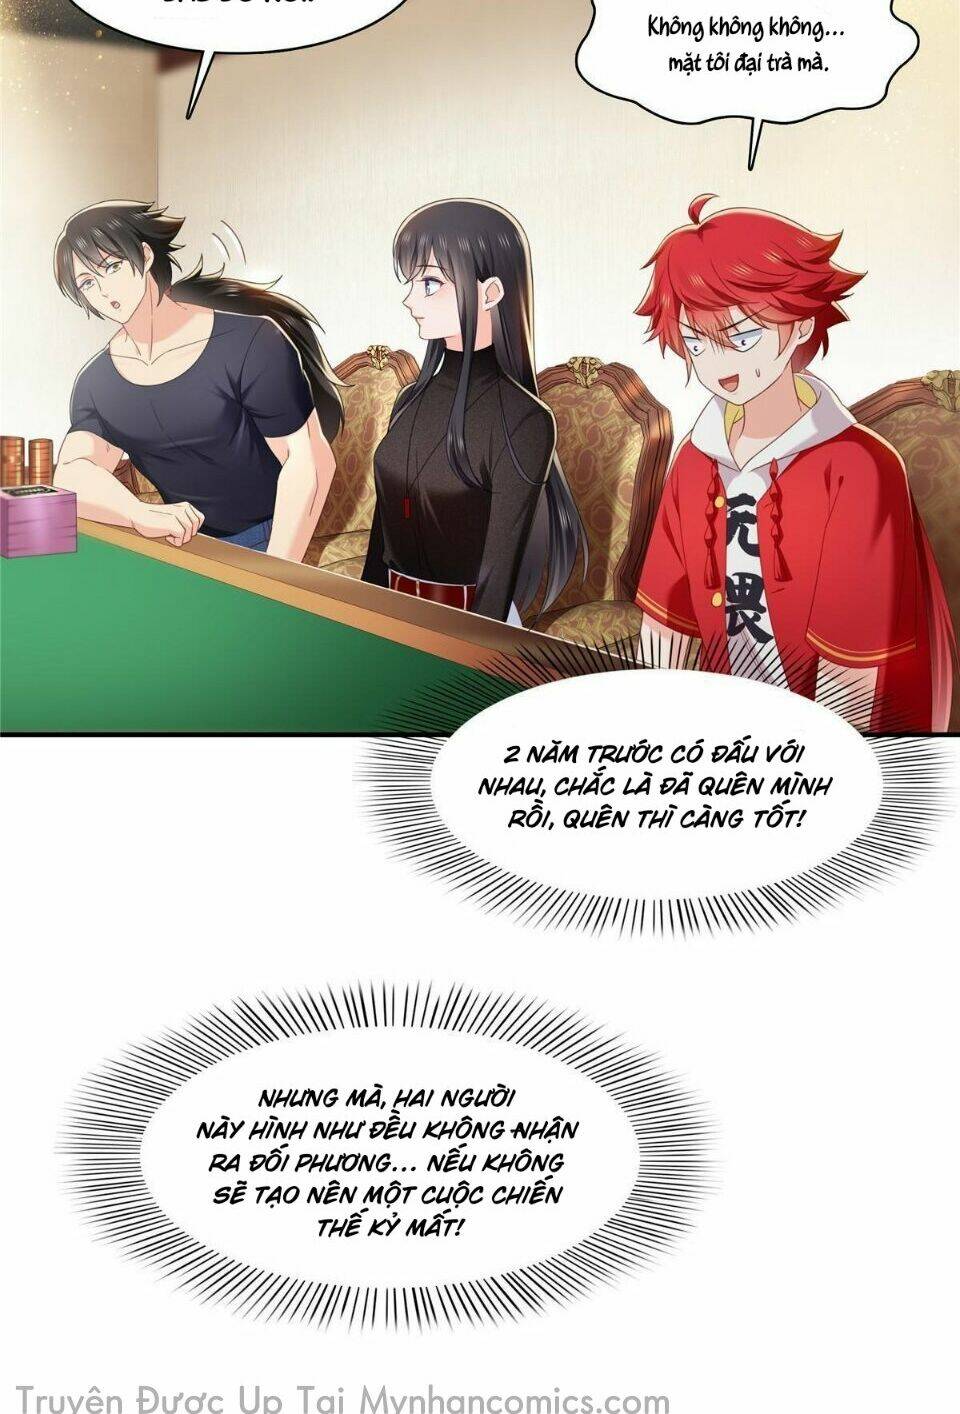 Không không không...
mặt tôi đại trà mà.
无
畏
2 NĂM TRƯỚC CÓ ĐẤU VỚI
NHAU, CHẮC LÀ ĐÃ QUÊN MÌNH
RỒI, QUÊN THÌ CÀNG TỐT!
NHƯNG MÀ, HAI NGƯỜI
NÀY HÌNH NHƯ ĐỀU KHÔNG NHẬN
RA ĐỐI PHƯƠNG... NẾU KHÔNG
SẼ TẠO NÊN MỘT CUỘC CHIẾN
THẾ KỶ MẤT!
Truyện Được Up Tại Mynhancomics.com